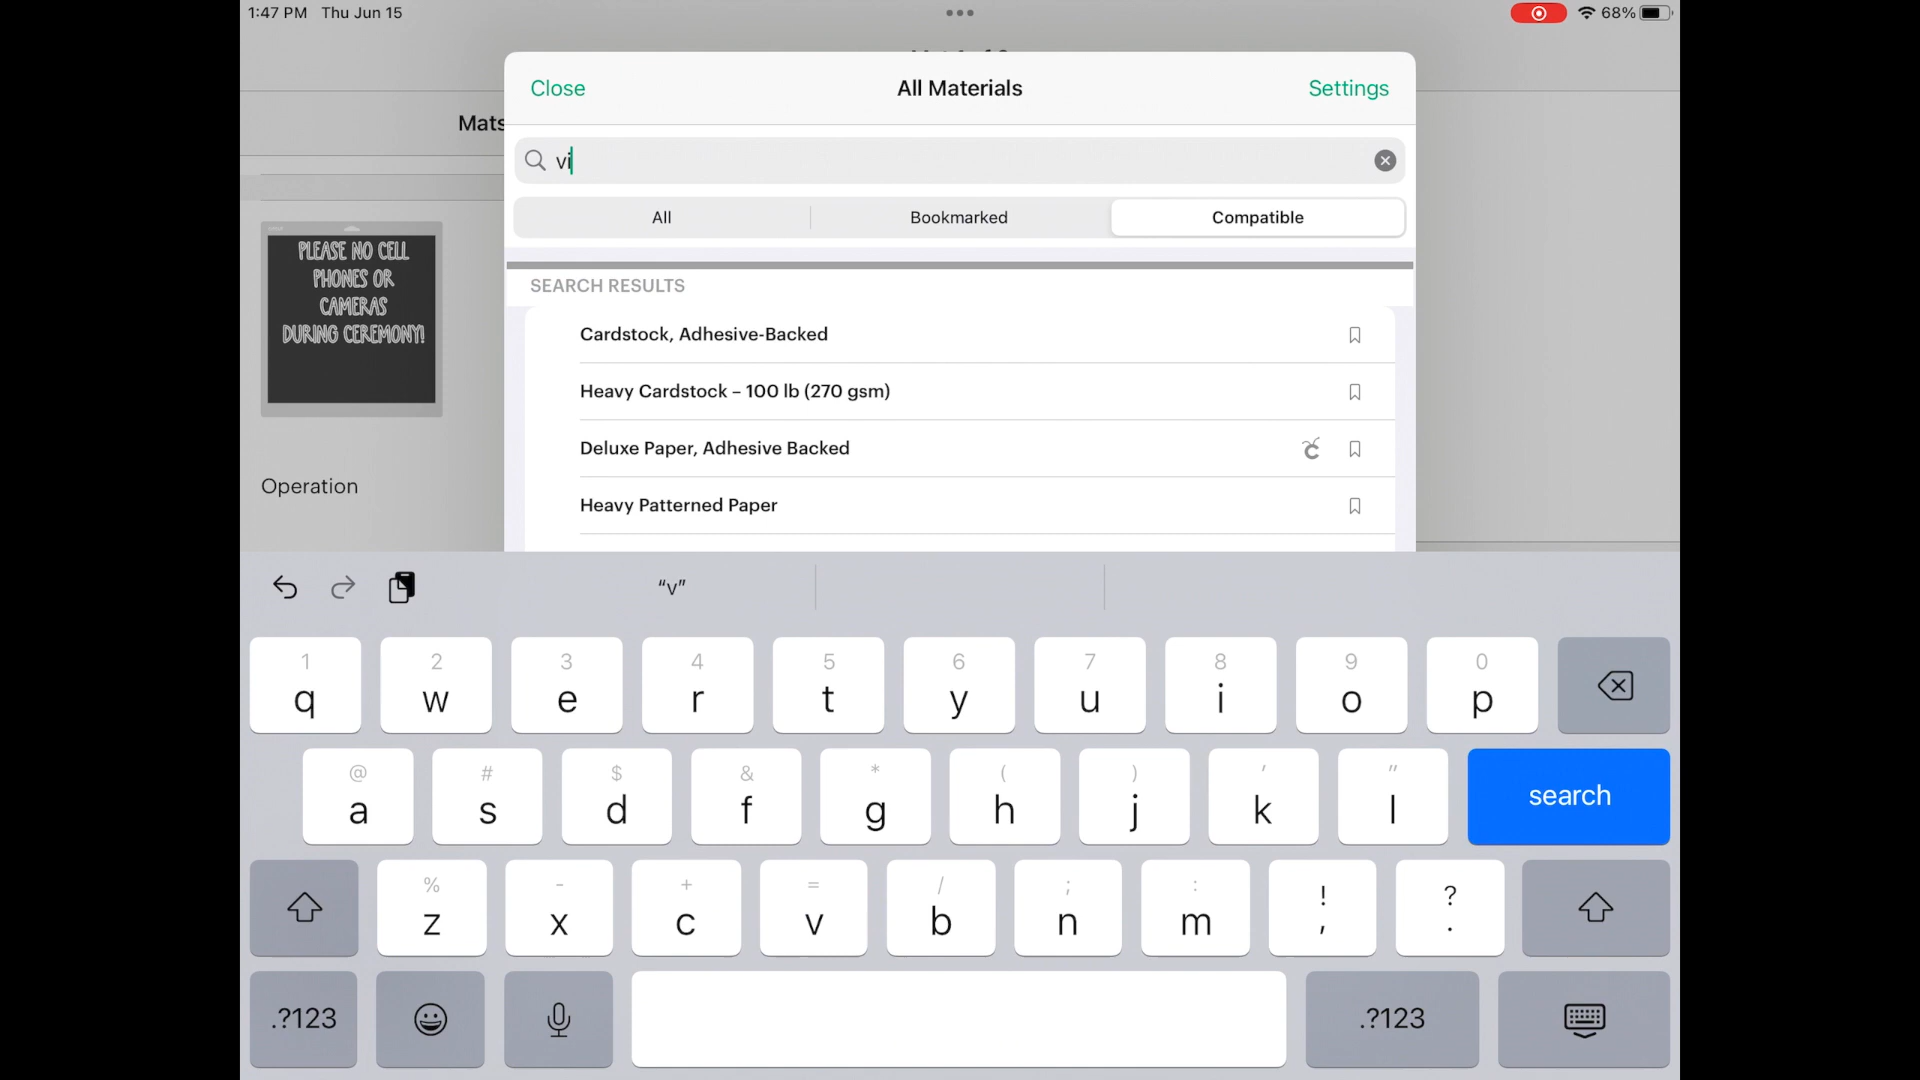 1:47 PM Thu Jun 15
68%
Close
All Materials
Settings
Mats
vi
All
Bookmarked
Compatible
PLEASE NO CELL
PHONES OR
CAMERAS
DURING CEREMONY!
SEARCH RESULTS
Cardstock, Adhesive-Backed
Heavy Cardstock – 100 lb (270 gsm)
Deluxe Paper, Adhesive Backed
Heavy Patterned Paper
Operation
“v”
1 2 3 4 5 6 7 8 9 0
q w e r t y u i o p
@ # $ & * ( ) ' "
a s d f g h j k l
search
% - + = / ; : ! ?
z x c v b n m , .
.?123
.?123